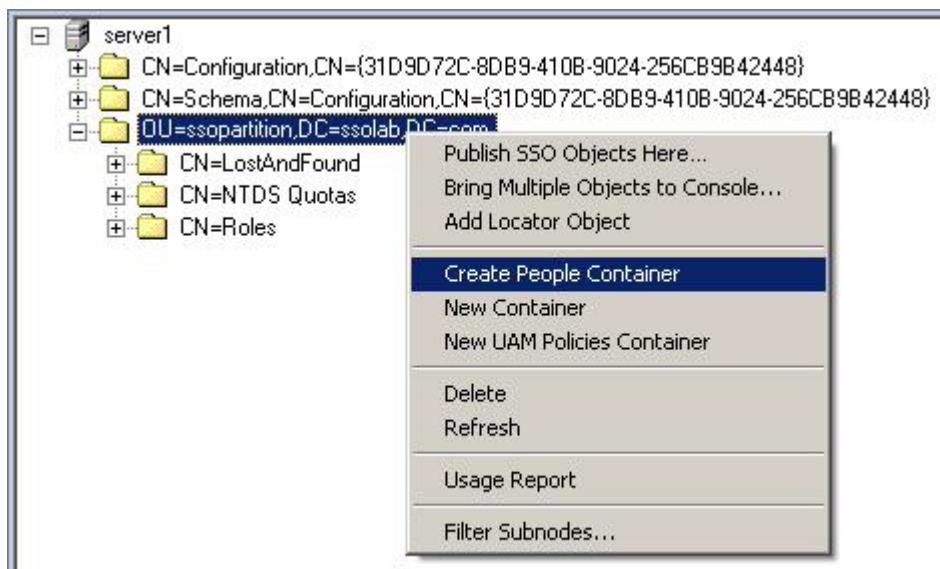 server1
CN=Configuration,CN={31D9D72C-8DB9-410B-9024-256CB9B42448}
CN=Schema,CN=Configuration,CN={31D9D72C-8DB9-410B-9024-256CB9B42448}
OU=ssopartition,DC=ssolab,DC=com
CN=LostAndFound
CN=NTDS Quotas
CN=Roles
Publish SSO Objects Here...
Bring Multiple Objects to Console...
Add Locator Object
Create People Container
New Container
New UAM Policies Container
Delete
Refresh
Usage Report
Filter Subnodes...